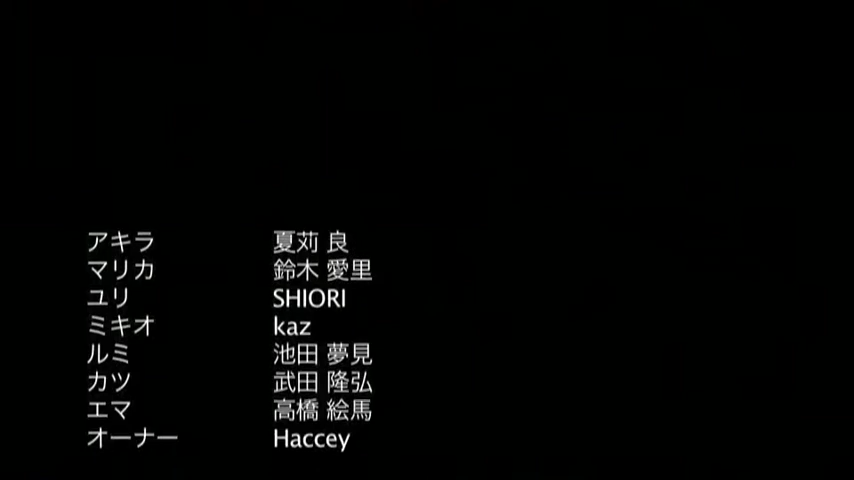 アキラ 夏苅 良
マリカ 鈴木 愛里
ユリ SHIORI
ミキオ kaz
ルミ 池田 夢見
カツ 武田 隆弘
エマ 高橋 絵馬
オーナー Haccey